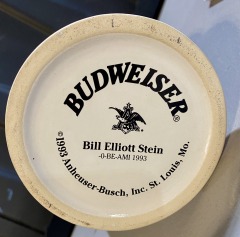 BUDWEISER®
Bill Elliott Stein
-0-BE-AMI 1993
©1993 Anheuser-Busch, Inc. St. Louis, Mo.